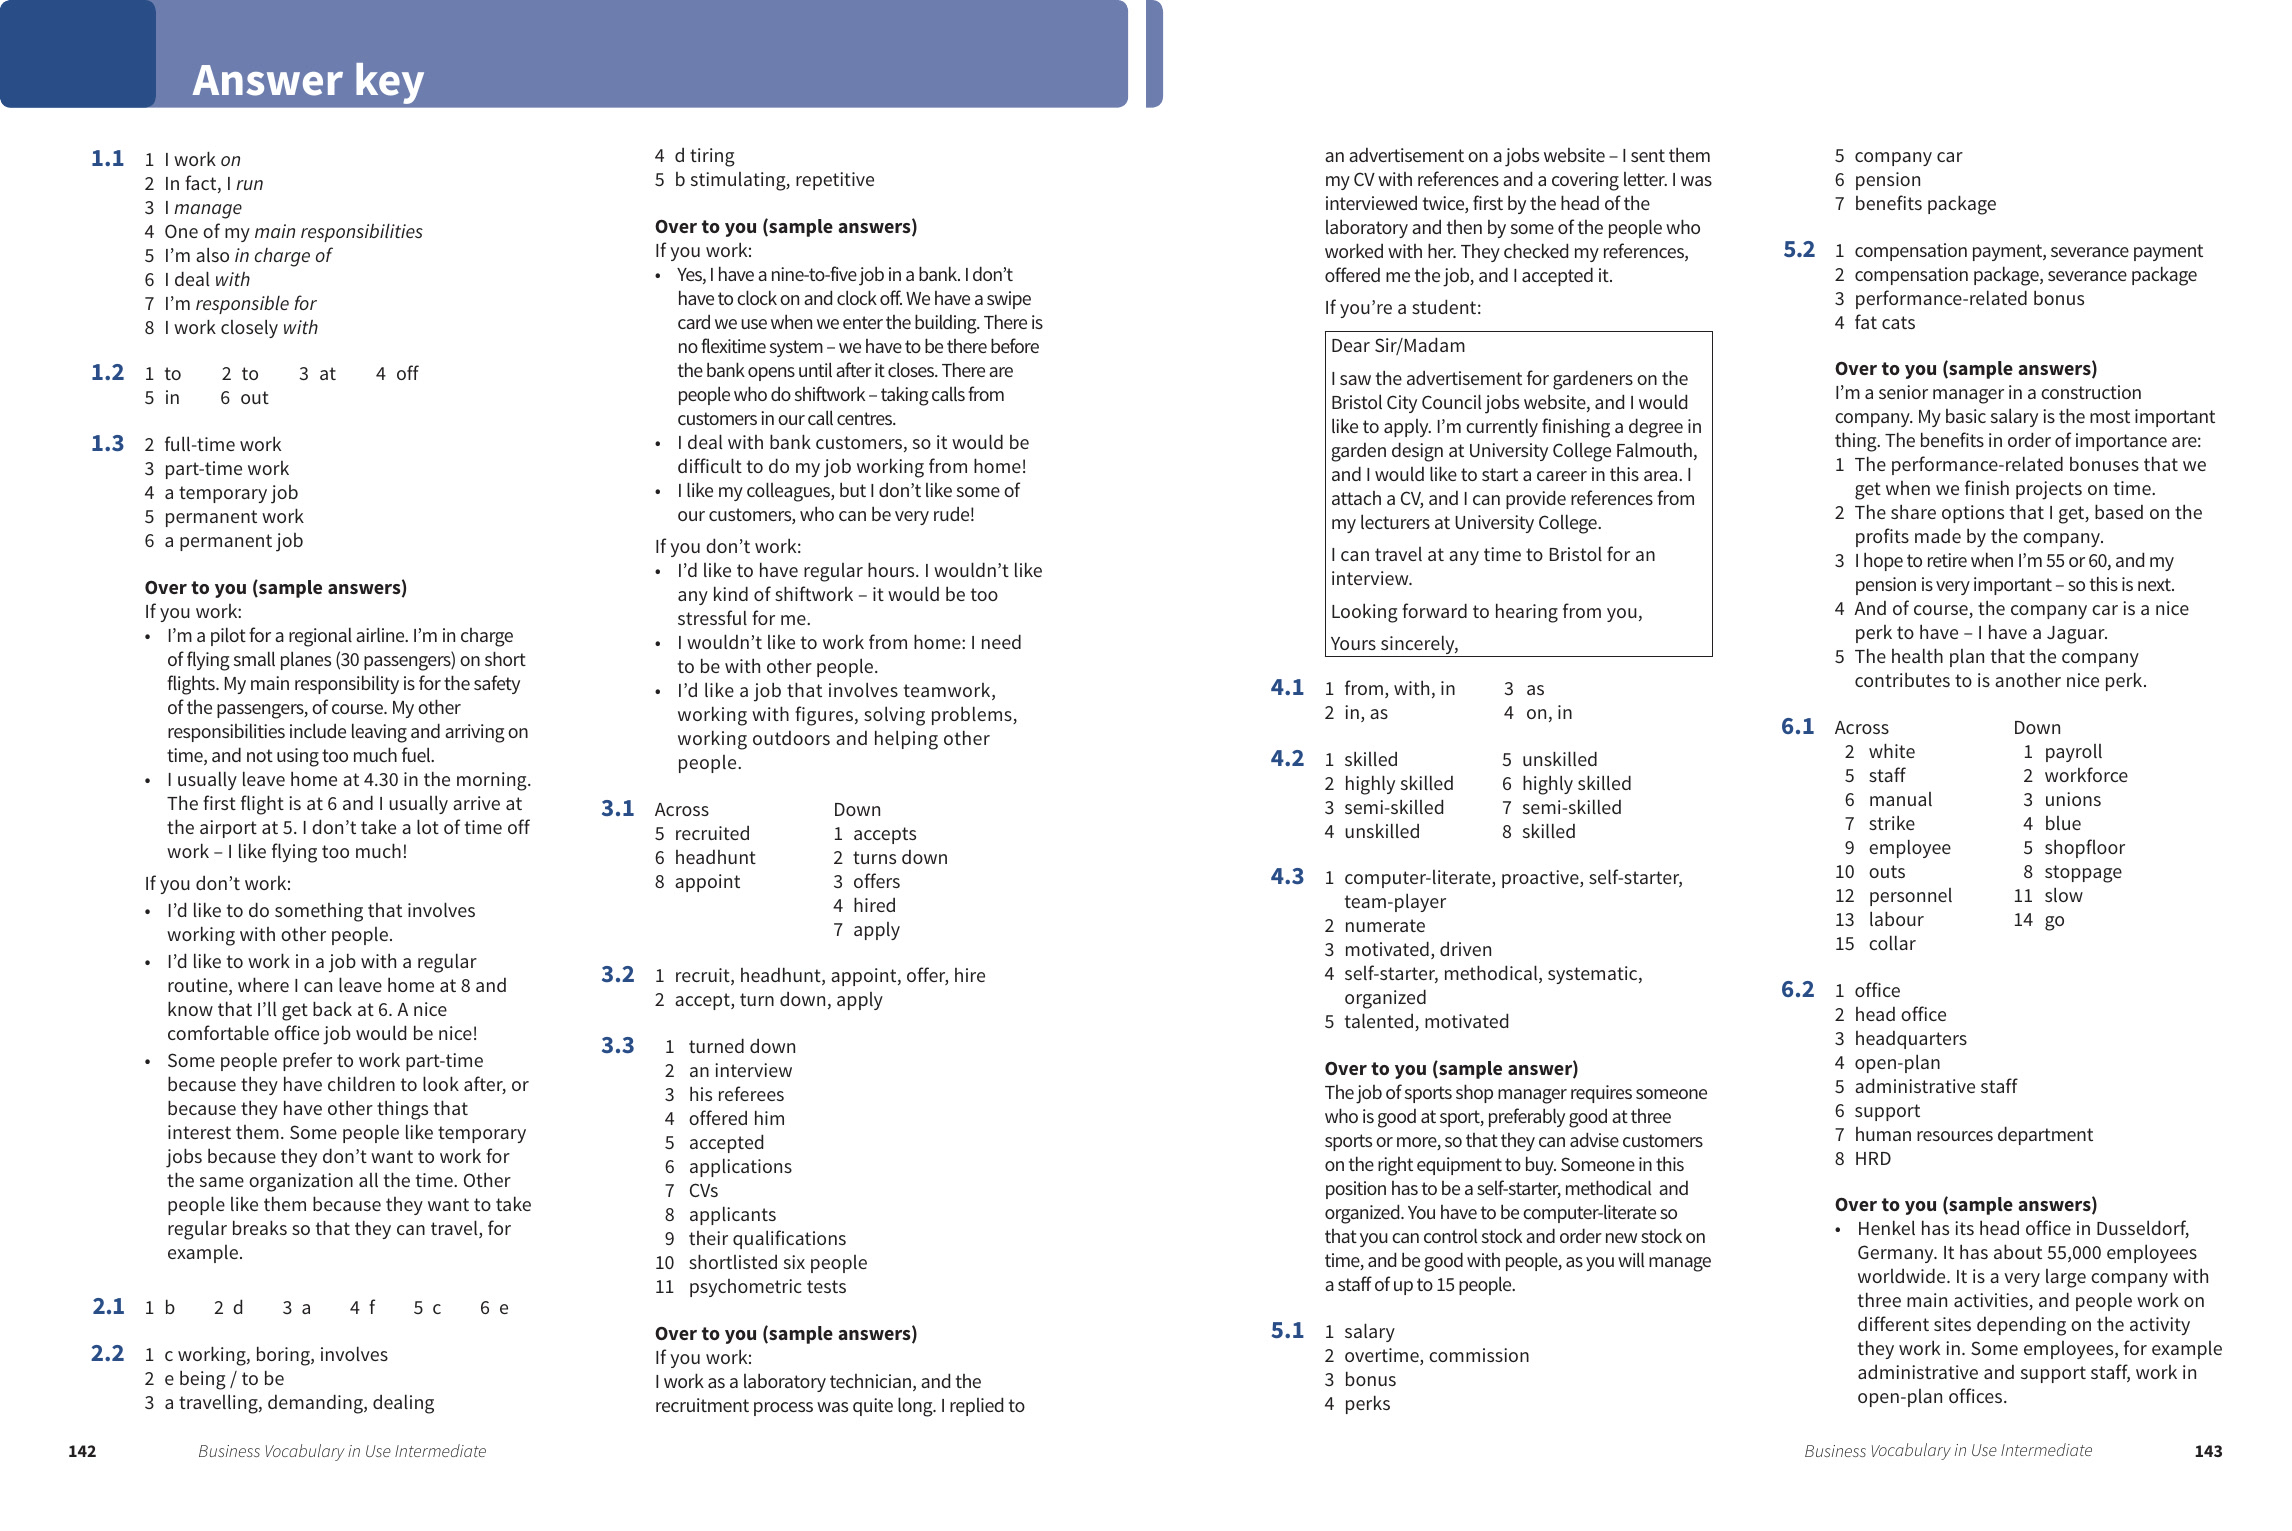 Answer key
1.1 1 I work on
2 In fact, I run
3 I manage
4 One of my main responsibilities
5 I’m also in charge of
6 I deal with
7 I’m responsible for
8 I work closely with
1.2 1 to 2 to 3 at 4 off
5 in 6 out
1.3 2 full-time work
3 part-time work
4 a temporary job
5 permanent work
6 a permanent job
Over to you (sample answers)
If you work:
• I’m a pilot for a regional airline. I’m in charge
of flying small planes (30 passengers) on short
flights. My main responsibility is for the safety
of the passengers, of course. My other
responsibilities include leaving and arriving on
time, and not using too much fuel.
• I usually leave home at 4.30 in the morning.
The first flight is at 6 and I usually arrive at
the airport at 5. I don’t take a lot of time off
work – I like flying too much!
If you don’t work:
• I’d like to do something that involves
working with other people.
• I’d like to work in a job with a regular
routine, where I can leave home at 8 and
know that I’ll get back at 6. A nice
comfortable office job would be nice!
• Some people prefer to work part-time
because they have children to look after, or
because they have other things that
interest them. Some people like temporary
jobs because they don’t want to work for
the same organization all the time. Other
people like them because they want to take
regular breaks so that they can travel, for
example.
2.1 1 b 2 d 3 a 4 f 5 c 6 e
2.2 1 c working, boring, involves
2 e being / to be
3 a travelling, demanding, dealing
4 d tiring
5 b stimulating, repetitive
Over to you (sample answers)
If you work:
• Yes, I have a nine-to-five job in a bank. I don’t
have to clock on and clock off. We have a swipe
card we use when we enter the building. There is
no flexitime system – we have to be there before
the bank opens until after it closes. There are
people who do shiftwork – taking calls from
customers in our call centres.
• I deal with bank customers, so it would be
difficult to do my job working from home!
• I like my colleagues, but I don’t like some of
our customers, who can be very rude!
If you don’t work:
• I’d like to have regular hours. I wouldn’t like
any kind of shiftwork – it would be too
stressful for me.
• I wouldn’t like to work from home: I need
to be with other people.
• I’d like a job that involves teamwork,
working with figures, solving problems,
working outdoors and helping other
people.
3.1 Across Down
5 recruited 1 accepts
6 headhunt 2 turns down
8 appoint 3 offers
4 hired
7 apply
3.2 1 recruit, headhunt, appoint, offer, hire
2 accept, turn down, apply
3.3 1 turned down
2 an interview
3 his referees
4 offered him
5 accepted
6 applications
7 CVs
8 applicants
9 their qualifications
10 shortlisted six people
11 psychometric tests
Over to you (sample answers)
If you work:
I work as a laboratory technician, and the
recruitment process was quite long. I replied to
142 Business Vocabulary in Use Intermediate
an advertisement on a jobs website – I sent them
my CV with references and a covering letter. I was
interviewed twice, first by the head of the
laboratory and then by some of the people who
worked with her. They checked my references,
offered me the job, and I accepted it.
If you’re a student:
Dear Sir/Madam
I saw the advertisement for gardeners on the
Bristol City Council jobs website, and I would
like to apply. I’m currently finishing a degree in
garden design at University College Falmouth,
and I would like to start a career in this area. I
attach a CV, and I can provide references from
my lecturers at University College.
I can travel at any time to Bristol for an
interview.
Looking forward to hearing from you,
Yours sincerely,
4.1 1 from, with, in 3 as
2 in, as 4 on, in
4.2 1 skilled 5 unskilled
2 highly skilled 6 highly skilled
3 semi-skilled 7 semi-skilled
4 unskilled 8 skilled
4.3 1 computer-literate, proactive, self-starter,
team-player
2 numerate
3 motivated, driven
4 self-starter, methodical, systematic,
organized
5 talented, motivated
Over to you (sample answer)
The job of sports shop manager requires someone
who is good at sport, preferably good at three
sports or more, so that they can advise customers
on the right equipment to buy. Someone in this
position has to be a self-starter, methodical and
organized. You have to be computer-literate so
that you can control stock and order new stock on
time, and be good with people, as you will manage
a staff of up to 15 people.
5.1 1 salary
2 overtime, commission
3 bonus
4 perks
5 company car
6 pension
7 benefits package
5.2 1 compensation payment, severance payment
2 compensation package, severance package
3 performance-related bonus
4 fat cats
Over to you (sample answers)
I’m a senior manager in a construction
company. My basic salary is the most important
thing. The benefits in order of importance are:
1 The performance-related bonuses that we
get when we finish projects on time.
2 The share options that I get, based on the
profits made by the company.
3 I hope to retire when I’m 55 or 60, and my
pension is very important – so this is next.
4 And of course, the company car is a nice
perk to have – I have a Jaguar.
5 The health plan that the company
contributes to is another nice perk.
6.1 Across Down
2 white 1 payroll
5 staff 2 workforce
6 manual 3 unions
7 strike 4 blue
9 employee 5 shopfloor
10 outs 8 stoppage
12 personnel 11 slow
13 labour 14 go
15 collar
6.2 1 office
2 head office
3 headquarters
4 open-plan
5 administrative staff
6 support
7 human resources department
8 HRD
Over to you (sample answers)
• Henkel has its head office in Dusseldorf,
Germany. It has about 55,000 employees
worldwide. It is a very large company with
three main activities, and people work on
different sites depending on the activity
they work in. Some employees, for example
administrative and support staff, work in
open-plan offices.
Business Vocabulary in Use Intermediate 143